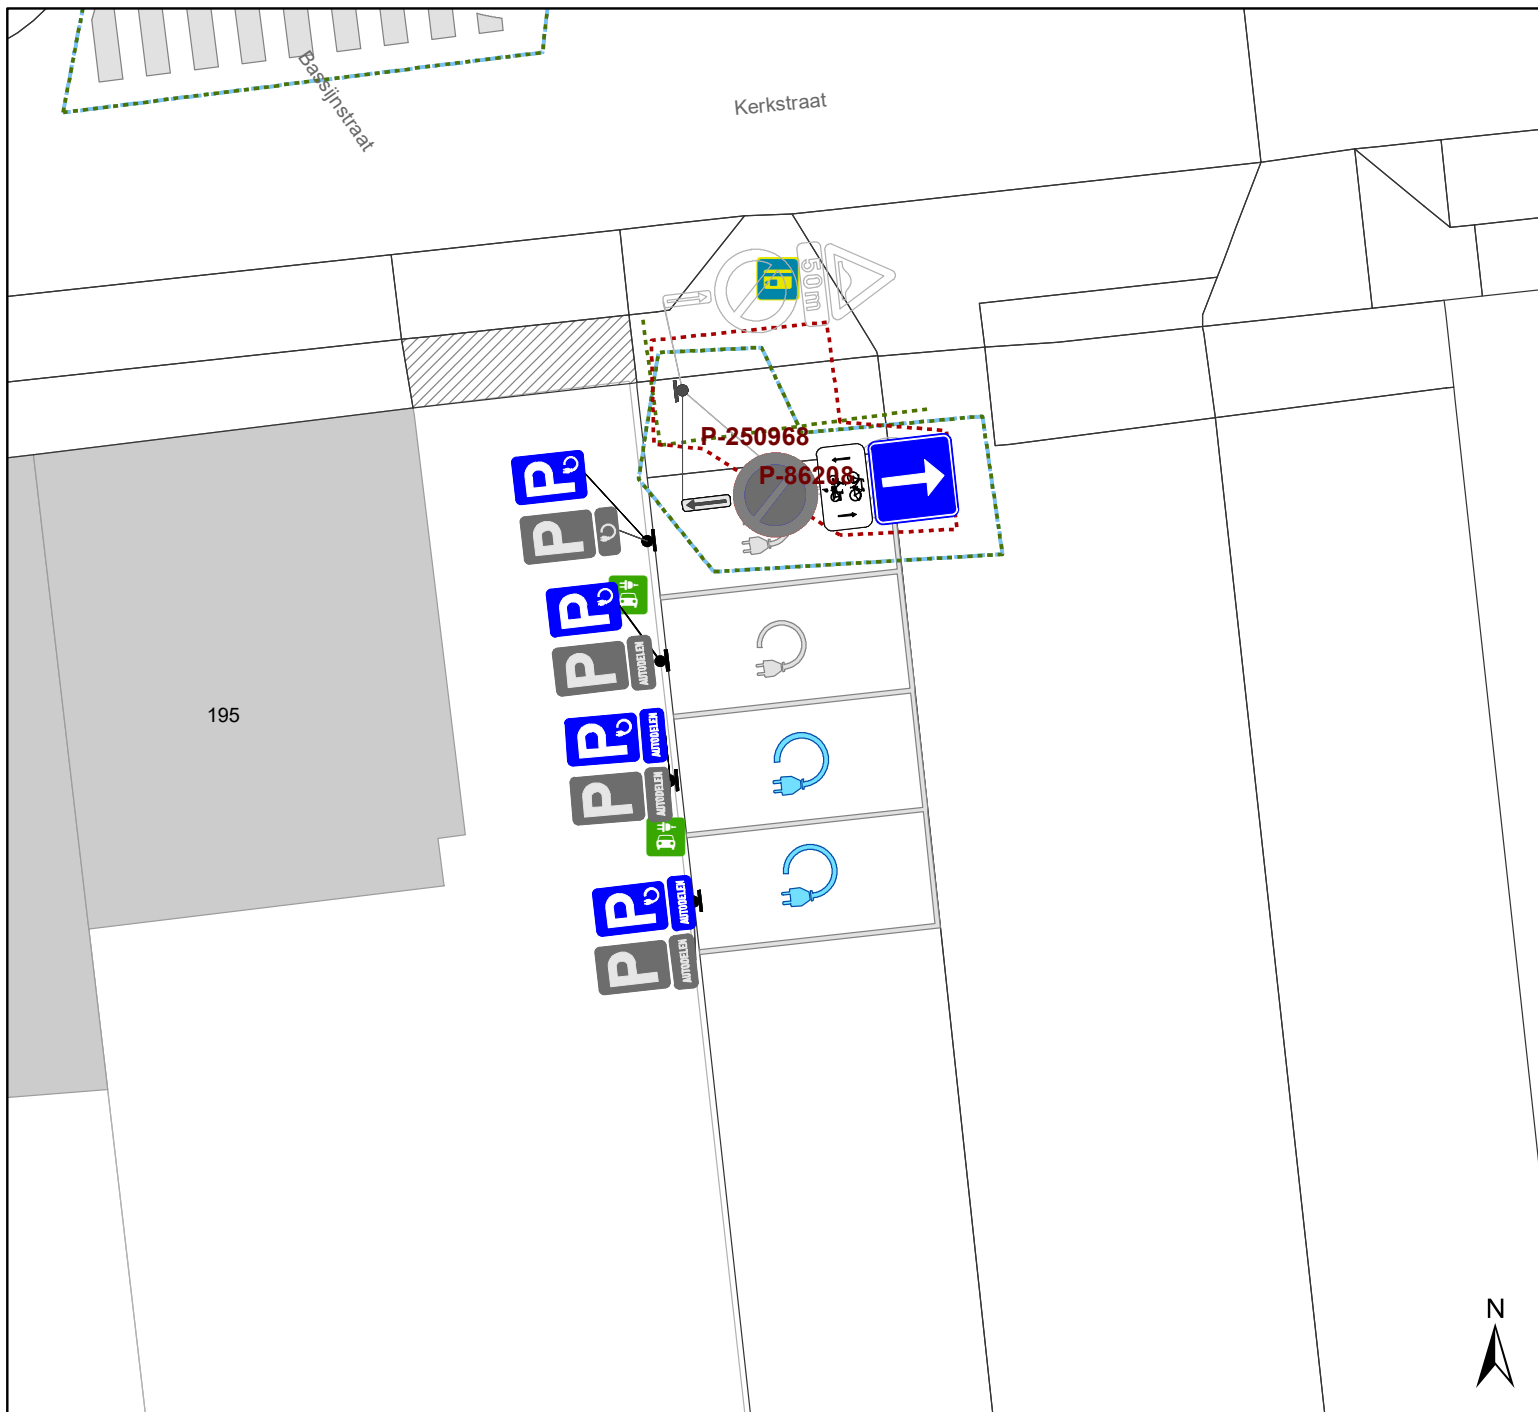 Bassijnstraat
Kerkstraat
50m
P-250968
P-86208
P
P
P
P
AUTODELEN
195
P
AUTODELEN
P
AUTODELEN
P
AUTODELEN
P
AUTODELEN
N